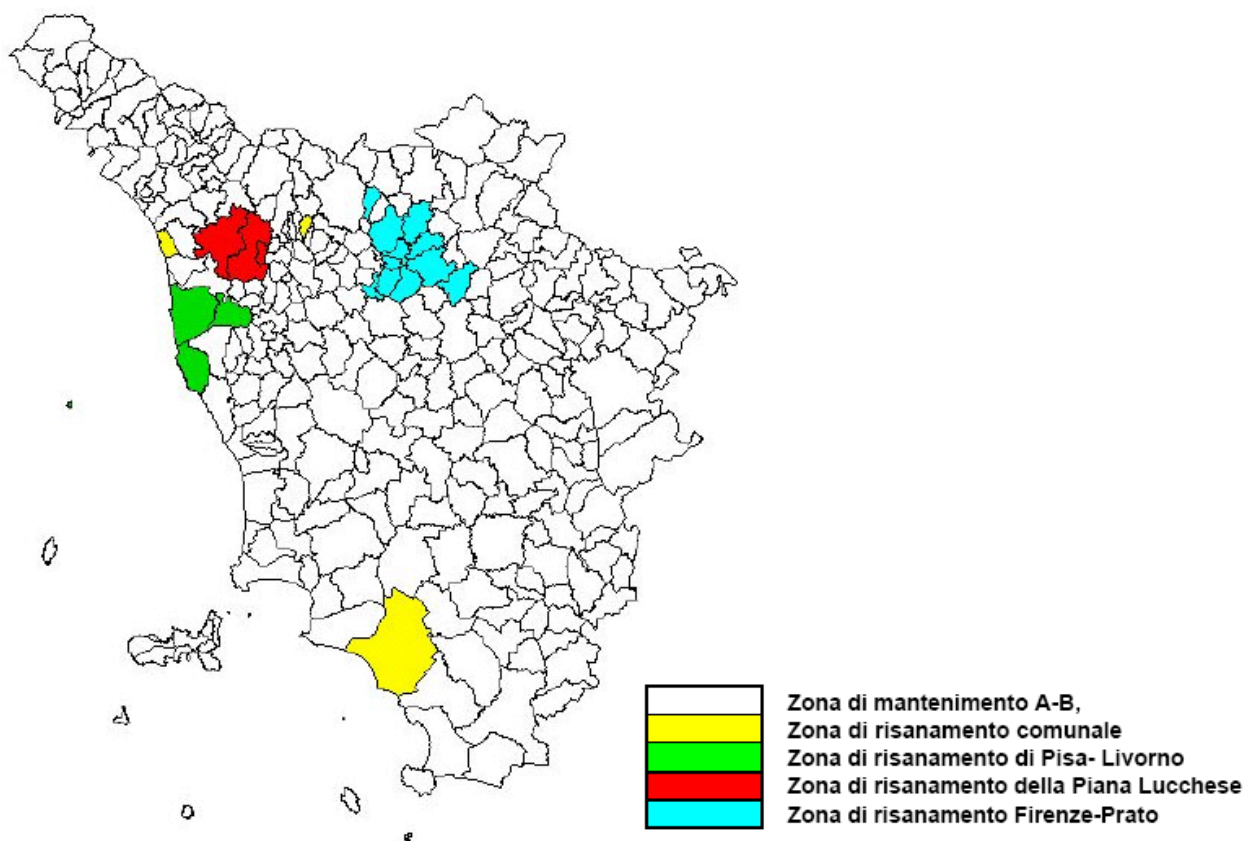 Zona di mantenimento A-B,
Zona di risanamento comunale
Zona di risanamento di Pisa- Livorno
Zona di risanamento della Piana Lucchese
Zona di risanamento Firenze-Prato